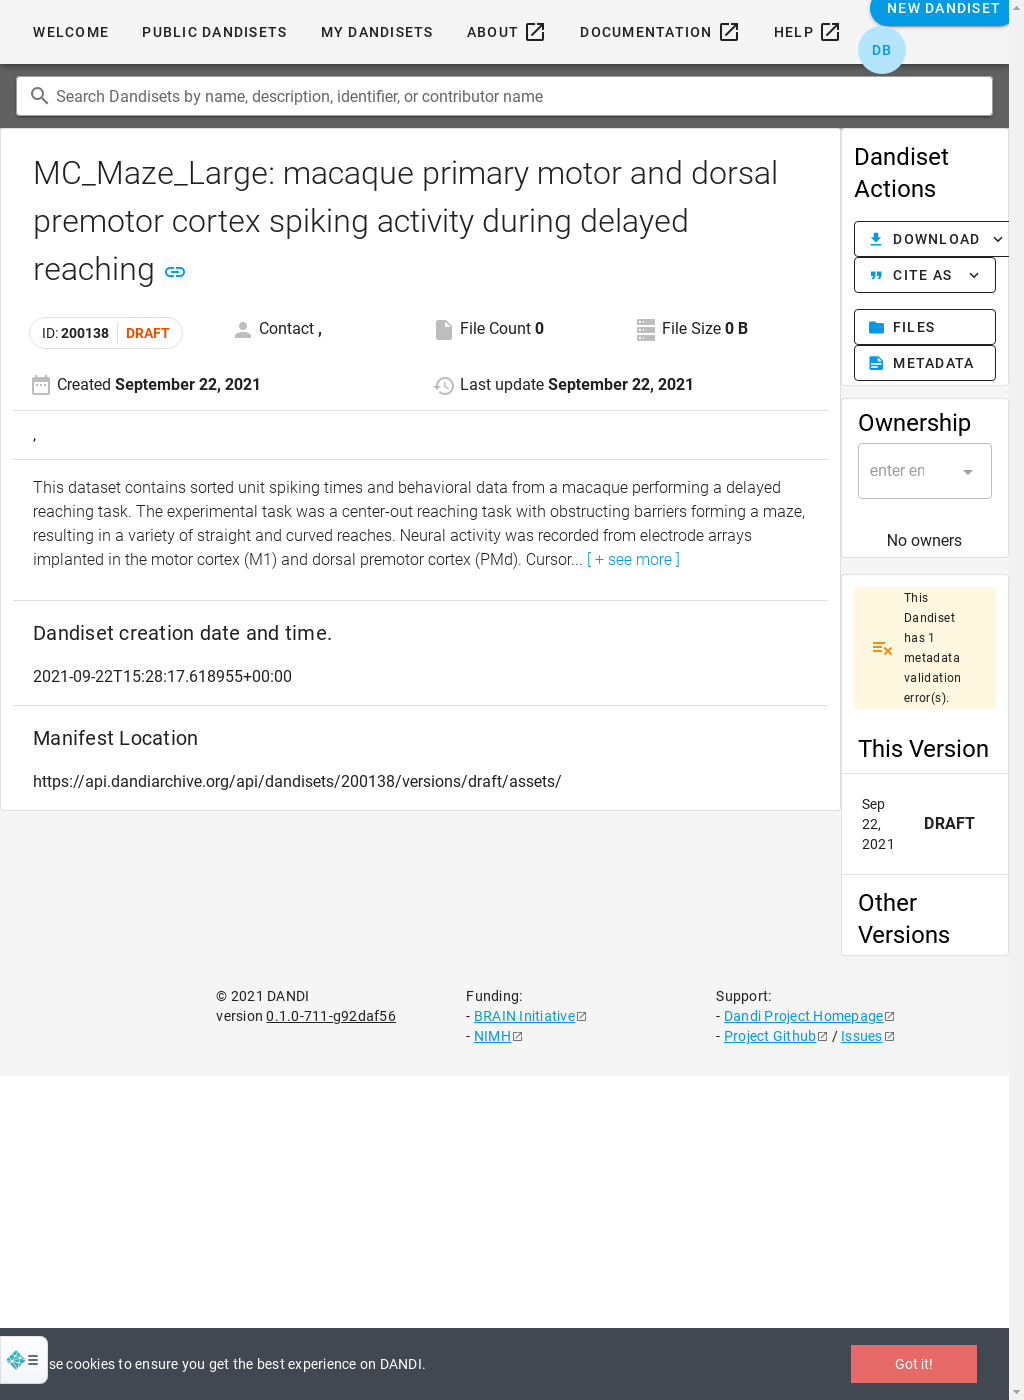 NEW DANDISET
WELCOME
PUBLIC DANDISETS
MY DANDISETS
ABOUT
DOCUMENTATION
HELP
DB
Search Dandisets by name, description, identifier, or contributor name
MC_Maze_Large: macaque primary motor and dorsal
premotor cortex spiking activity during delayed
reaching
ID: 200138 DRAFT
Contact ,
File Count 0
File Size 0 B
Created September 22, 2021
Last update September 22, 2021
,
This dataset contains sorted unit spiking times and behavioral data from a macaque performing a delayed
reaching task. The experimental task was a center-out reaching task with obstructing barriers forming a maze,
resulting in a variety of straight and curved reaches. Neural activity was recorded from electrode arrays
implanted in the motor cortex (M1) and dorsal premotor cortex (PMd). Cursor... [ + see more ]
Dandiset creation date and time.
2021-09-22T15:28:17.618955+00:00
Manifest Location
https://api.dandiarchive.org/api/dandisets/200138/versions/draft/assets/
Dandiset
Actions
DOWNLOAD
CITE AS
FILES
METADATA
Ownership
enter en
No owners
This
Dandiset
has 1
metadata
validation
error(s).
This Version
Sep
22,
2021
DRAFT
Other
Versions
© 2021 DANDI
version 0.1.0-711-g92daf56
Funding:
- BRAIN Initiative
- NIMH
Support:
- Dandi Project Homepage
- Project Github / Issues
se cookies to ensure you get the best experience on DANDI.
Got it!